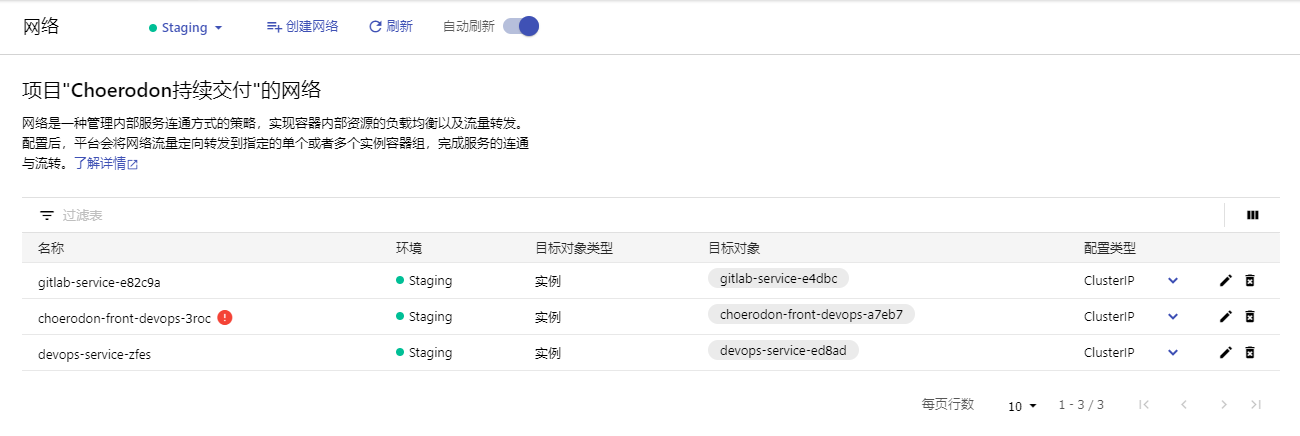 网络 Staging 创建网络 刷新 自动刷新
项目"Choerodon持续交付"的网络
网络是一种管理内部服务连通方式的策略，实现容器内部资源的负载均衡以及流量转发。
配置后，平台会将网络流量定向转发到指定的单个或者多个实例容器组，完成服务的连通
与流转。了解详情
过滤表
名称 环境 目标对象类型 目标对象 配置类型
gitlab-service-e82c9a Staging 实例 gitlab-service-e4dbc ClusterIP
choerodon-front-devops-3roc Staging 实例 choerodon-front-devops-a7eb7 ClusterIP
devops-service-zfes Staging 实例 devops-service-ed8ad ClusterIP
每页行数 10 1 - 3 / 3